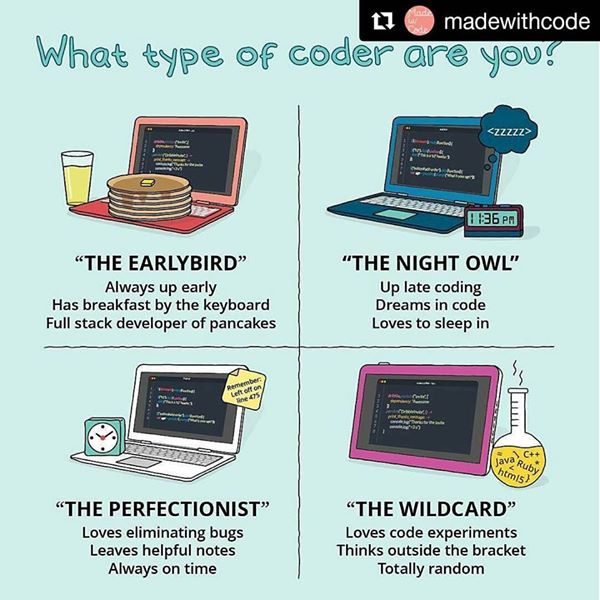 Made
w/
Code
madewithcode
What type of coder are you?
<zzzzz>
11:36 PM
"THE EARLYBIRD"
Always up early
Has breakfast by the keyboard
Full stack developer of pancakes
"THE NIGHT OWL"
Up late coding
Dreams in code
Loves to sleep in
Remember:
Left off on
line 475
"THE PERFECTIONIST"
Loves eliminating bugs
Leaves helpful notes
Always on time
= \ C++
Java Ruby
<
html5 }
"THE WILDCARD"
Loves code experiments
Thinks outside the bracket
Totally random